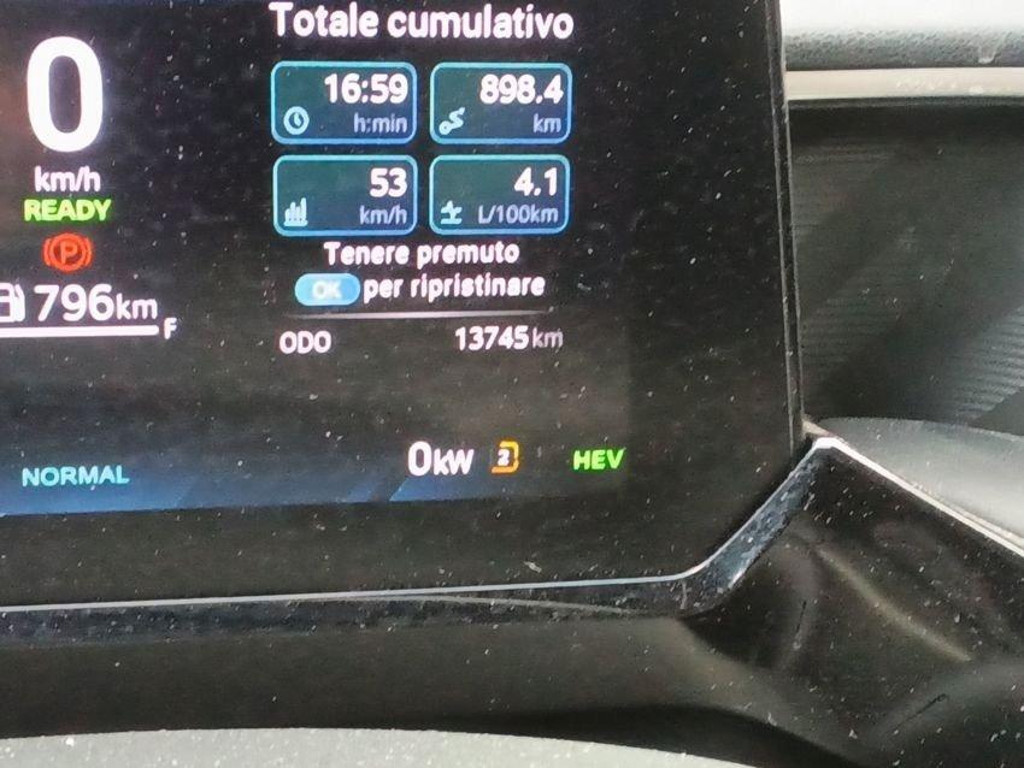 Totale cumulativo
0
km/h
READY
P
796km
F
16:59
h:min
898.4
km
53
km/h
4.1
L/100km
Tenere premuto
OK per ripristinare
ODO 13745 km
NORMAL
0kW 2 HEV